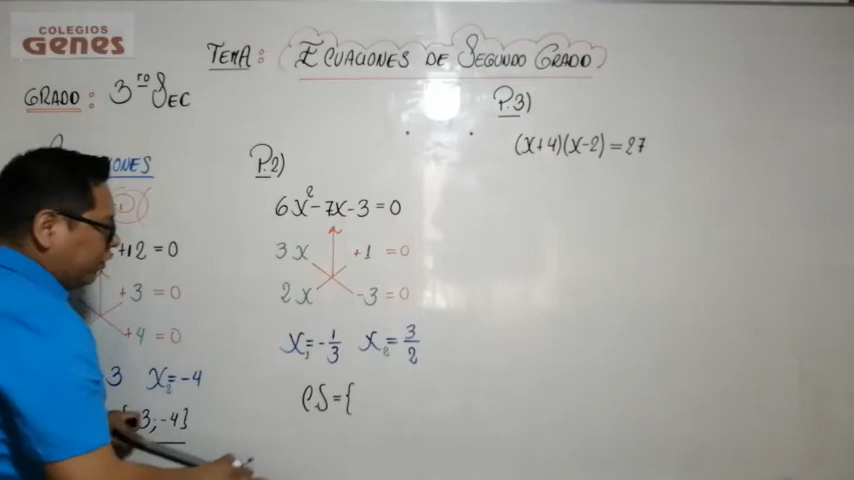 COLEGIOS
GENES
TEMA: ECUACIONES DE SEGUNDO GRADO
GRADO: 3ro SEC
P.2)
6x² - 7x - 3 = 0
3x +1 = 0
2x -3 = 0
x₁ = -1/3 x₂ = 3/2
CS = {
+12 = 0
+3 = 0
+4 = 0
3 x₂ = -4
3; -4}
P.3)
(x+4)(x-2) = 27